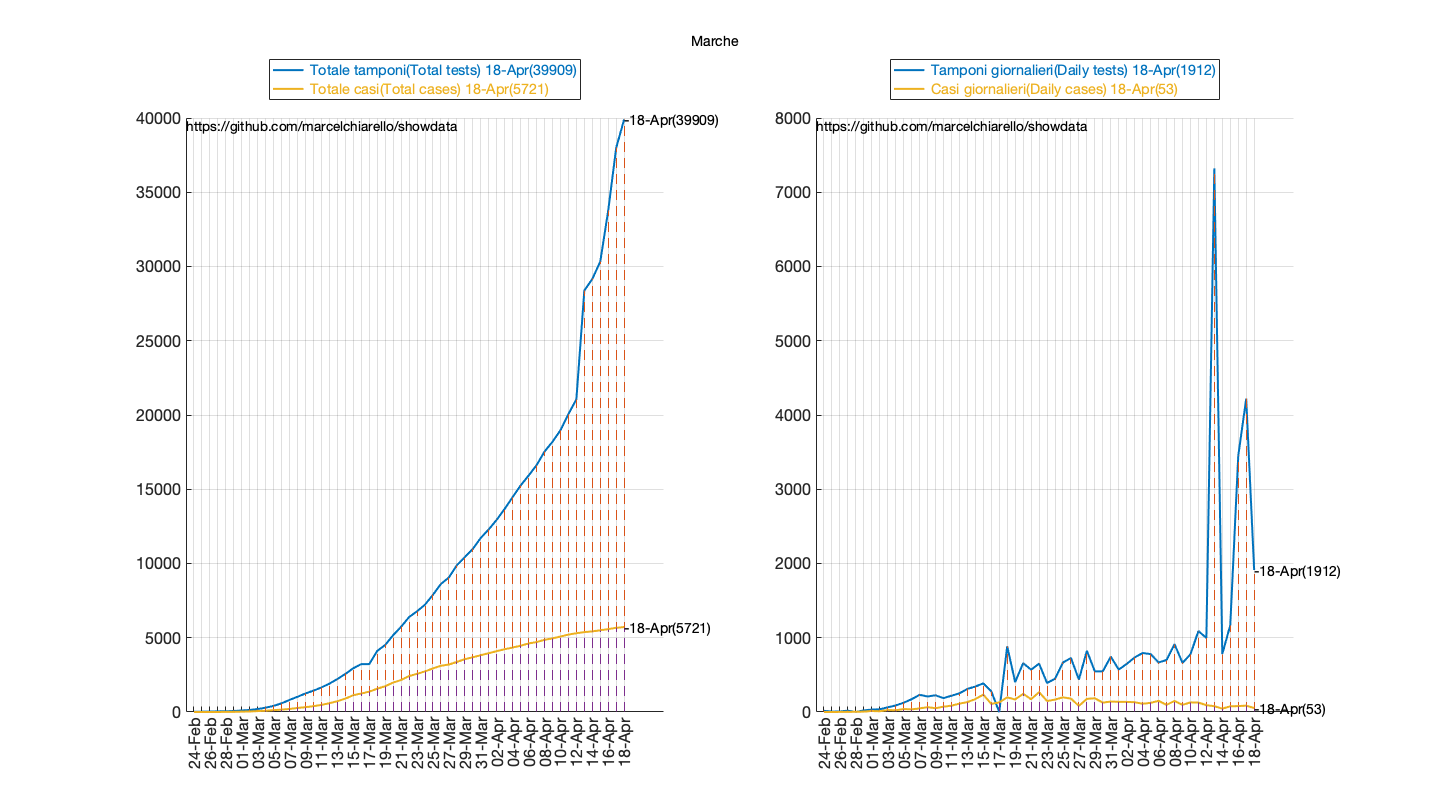 Marche
Totale tamponi(Total tests) 18-Apr(39909)
Totale casi(Total cases) 18-Apr(5721)
https://github.com/marcelchiarello/showdata
40000
35000
30000
25000
20000
15000
10000
5000
0
18-Apr(39909)
18-Apr(5721)
24-Feb
26-Feb
28-Feb
01-Mar
03-Mar
05-Mar
07-Mar
09-Mar
11-Mar
13-Mar
15-Mar
17-Mar
19-Mar
21-Mar
23-Mar
25-Mar
27-Mar
29-Mar
31-Mar
02-Apr
04-Apr
06-Apr
08-Apr
10-Apr
12-Apr
14-Apr
16-Apr
18-Apr
Tamponi giornalieri(Daily tests) 18-Apr(1912)
Casi giornalieri(Daily cases) 18-Apr(53)
https://github.com/marcelchiarello/showdata
8000
7000
6000
5000
4000
3000
2000
1000
0
18-Apr(1912)
18-Apr(53)
24-Feb
26-Feb
28-Feb
01-Mar
03-Mar
05-Mar
07-Mar
09-Mar
11-Mar
13-Mar
15-Mar
17-Mar
19-Mar
21-Mar
23-Mar
25-Mar
27-Mar
29-Mar
31-Mar
02-Apr
04-Apr
06-Apr
08-Apr
10-Apr
12-Apr
14-Apr
16-Apr
18-Apr